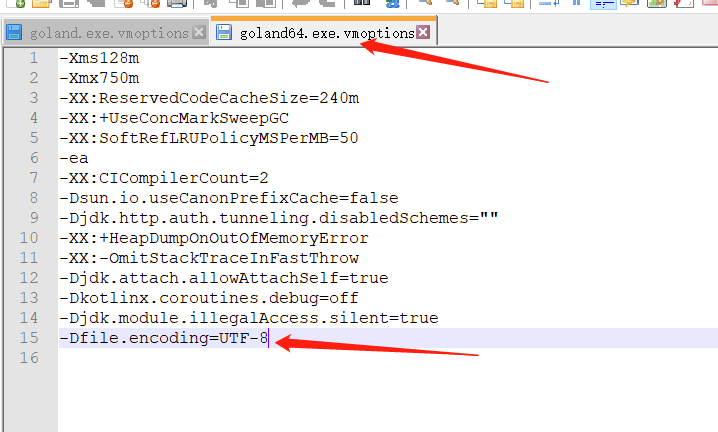 goland.exe.vmoptions goland64.exe.vmoptions
1 -Xms128m
2 -Xmx750m
3 -XX:ReservedCodeCacheSize=240m
4 -XX:+UseConcMarkSweepGC
5 -XX:SoftRefLRUPolicyMSPerMB=50
6 -ea
7 -XX:CICompilerCount=2
8 -Dsun.io.useCanonPrefixCache=false
9 -Djdk.http.auth.tunneling.disabledSchemes=""
10 -XX:+HeapDumpOnOutOfMemoryError
11 -XX:-OmitStackTraceInFastThrow
12 -Djdk.attach.allowAttachSelf=true
13 -Dkotlinx.coroutines.debug=off
14 -Djdk.module.illegalAccess.silent=true
15 -Dfile.encoding=UTF-8
16